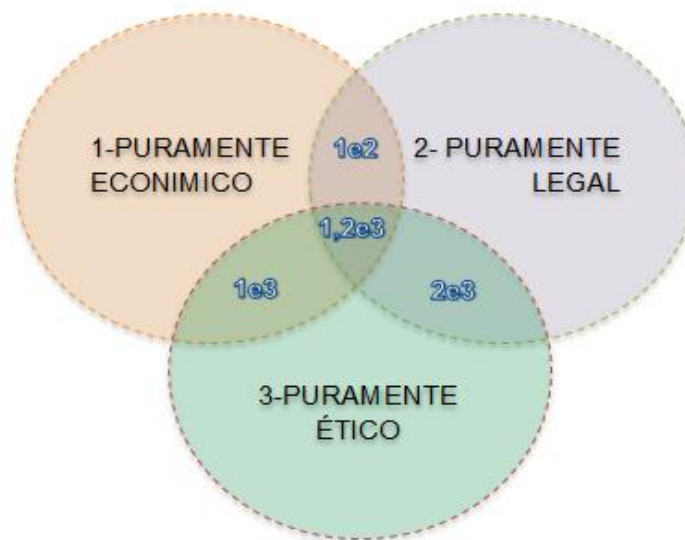 1-PURAMENTE
ECONIMICO
1e2
2- PURAMENTE
LEGAL
1,2e3
1e3
2e3
3-PURAMENTE
ÉTICO